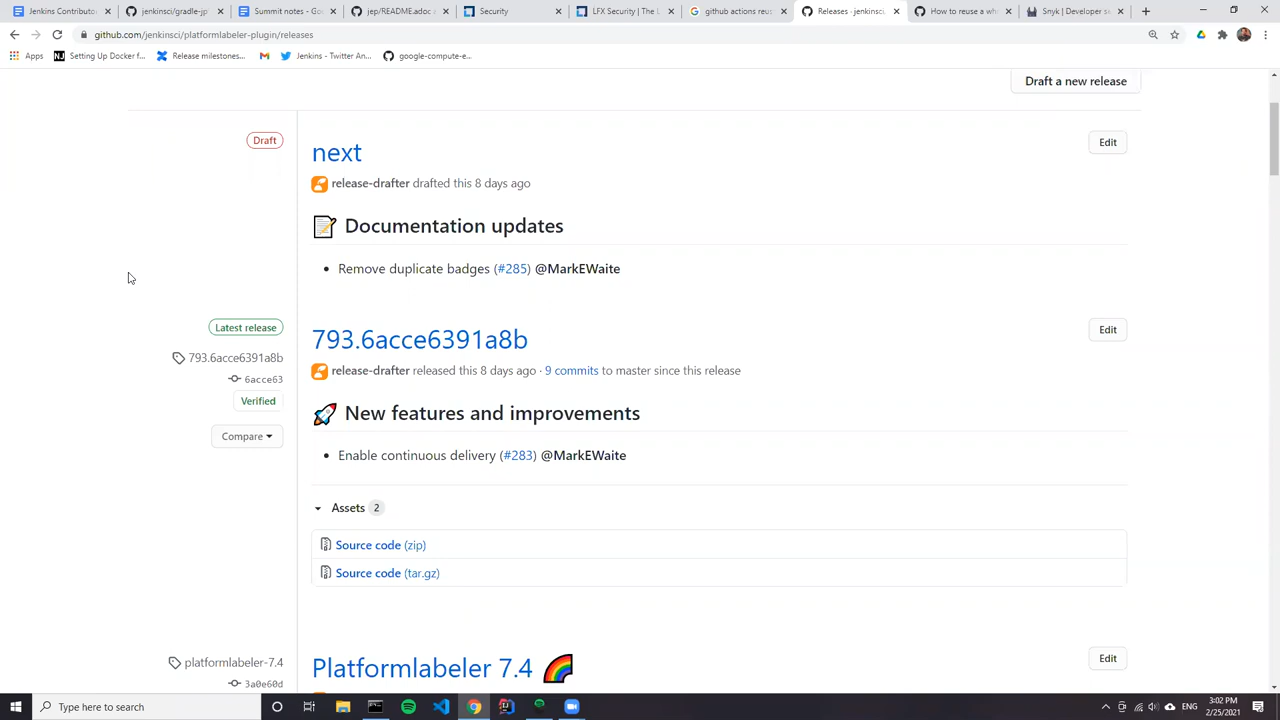 Jenkins Contributo
jenkinsci/gradle-jp
Summit notes - Go
jep/README.adoc
Security
LFX Security | The L
github actions reus
Releases · jenkinsci
How to reuse a w
Snyk | Developer se
github.com/jenkinsci/platformlabeler-plugin/releases
Apps
Setting Up Docker f...
Release milestones...
Jenkins - Twitter An...
google-compute-e...
Draft a new release
Draft
next
Edit
release-drafter drafted this 8 days ago
Documentation updates
Remove duplicate badges (#285) @MarkEWaite
Latest release
793.6acce6391a8b
Edit
793.6acce6391a8b
release-drafter released this 8 days ago · 9 commits to master since this release
6acce63
Verified
New features and improvements
Compare
Enable continuous delivery (#283) @MarkEWaite
Assets 2
Source code (zip)
Source code (tar.gz)
platformlabeler-7.4
Platformlabeler 7.4
Edit
3a0e60d
Type here to search
ENG
3:02 PM
2/25/2021